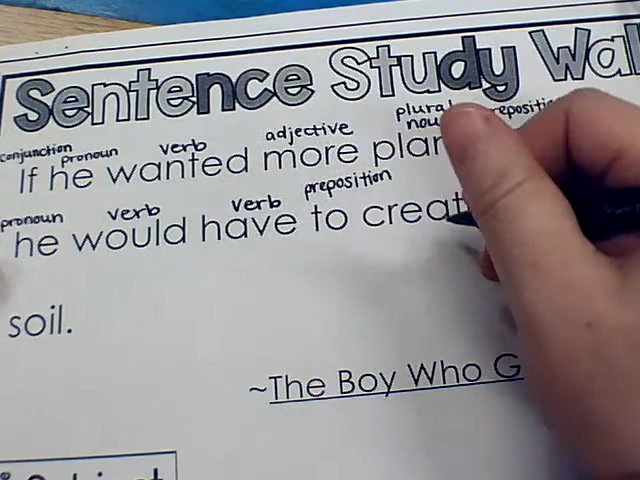 Sentence Study Wal
conjunction pronoun verb adjective plural noun
If he wanted more plan
pronoun verb verb preposition
he would have to creat
soil.
~The Boy Who G